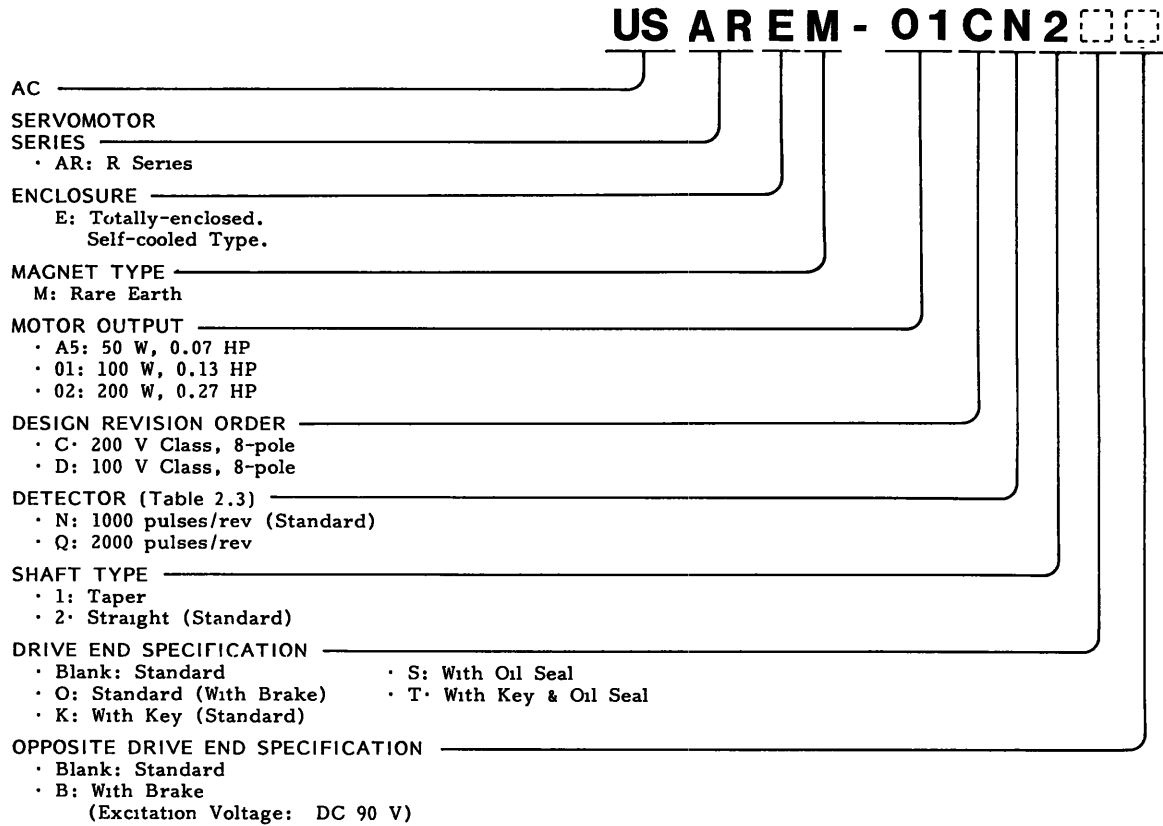 US AREM-01CN2
AC
SERVOMOTOR
SERIES
· AR: R Series
ENCLOSURE
E: Totally-enclosed.
Self-cooled Type.
MAGNET TYPE
M: Rare Earth
MOTOR OUTPUT
· A5: 50 W, 0.07 HP
· 01: 100 W, 0.13 HP
· 02: 200 W, 0.27 HP
DESIGN REVISION ORDER
· C· 200 V Class, 8-pole
· D: 100 V Class, 8-pole
DETECTOR (Table 2.3)
· N: 1000 pulses/rev (Standard)
· Q: 2000 pulses/rev
SHAFT TYPE
· 1: Taper
· 2· Straight (Standard)
DRIVE END SPECIFICATION
· Blank: Standard · S: With Oil Seal
· O: Standard (With Brake) · T· With Key & Oil Seal
· K: With Key (Standard)
OPPOSITE DRIVE END SPECIFICATION
· Blank: Standard
· B: With Brake
(Excitation Voltage: DC 90 V)